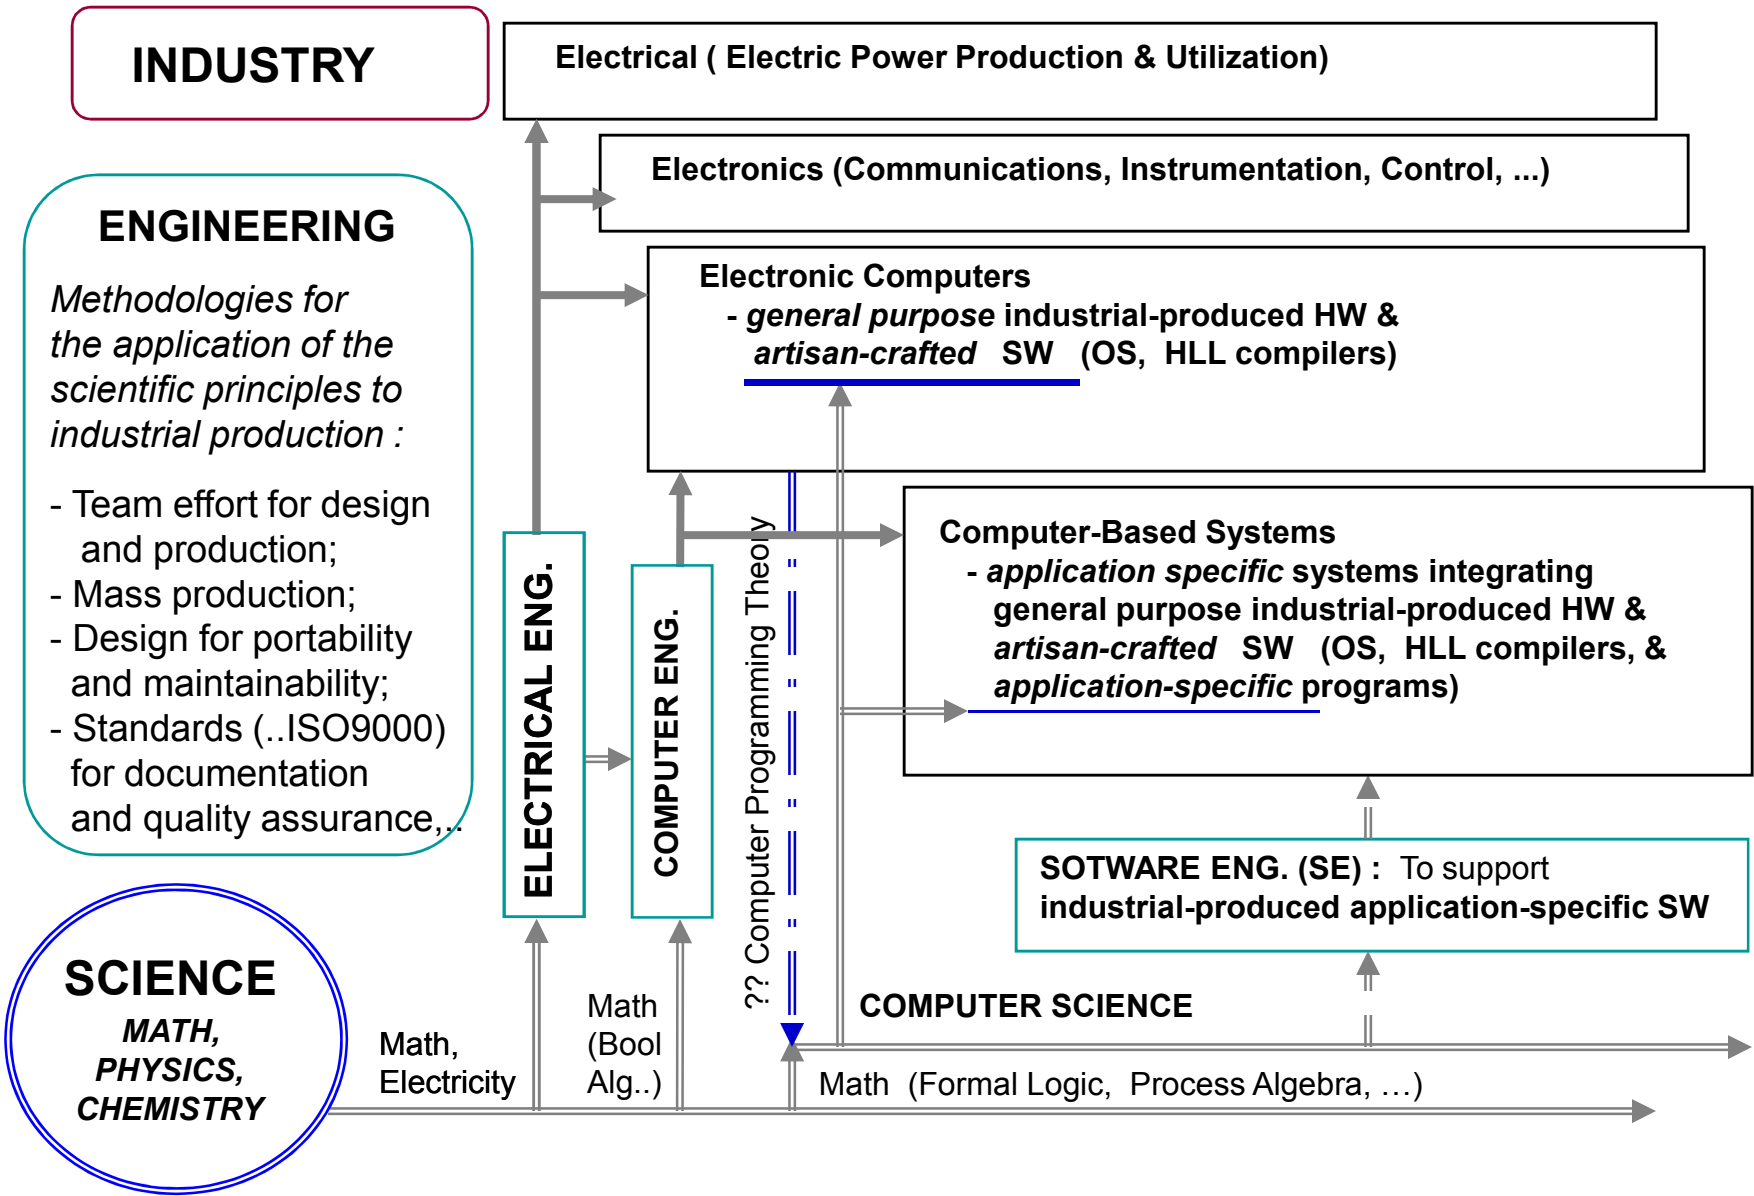 INDUSTRY
Electrical ( Electric Power Production & Utilization)
Electronics (Communications, Instrumentation, Control, ...)
ENGINEERING
Methodologies for
the application of the
scientific principles to
industrial production :
- Team effort for design
and production;
- Mass production;
- Design for portability
and maintainability;
- Standards (..ISO9000)
for documentation
and quality assurance,..
Electronic Computers
- general purpose industrial-produced HW &
artisan-crafted SW (OS, HLL compilers)
Computer-Based Systems
- application specific systems integrating
general purpose industrial-produced HW &
artisan-crafted SW (OS, HLL compilers, &
application-specific programs)
ELECTRICAL ENG.
COMPUTER ENG.
?? Computer Programming Theory
SOTWARE ENG. (SE) : To support
industrial-produced application-specific SW
SCIENCE
MATH,
PHYSICS,
CHEMISTRY
Math,
Electricity
Math
(Bool
Alg..)
COMPUTER SCIENCE
Math (Formal Logic, Process Algebra, …)